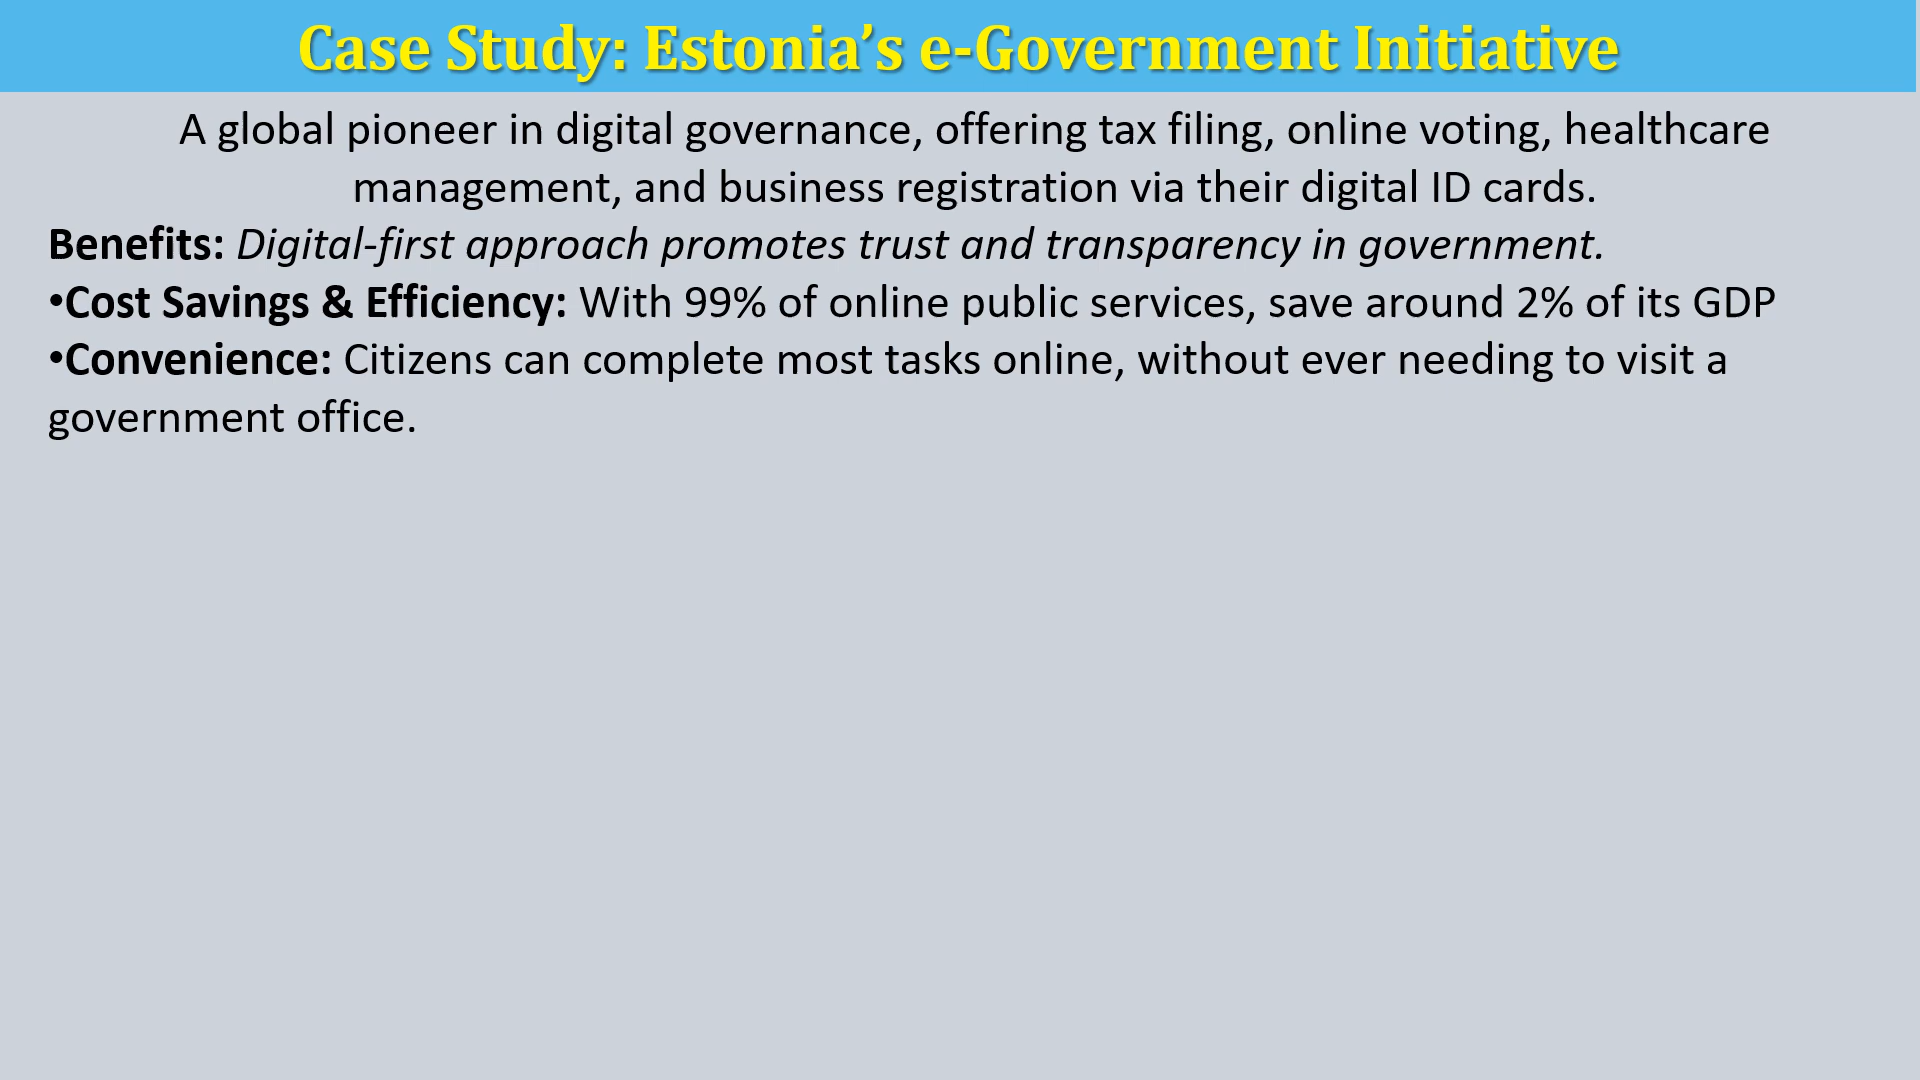 Case Study: Estonia’s e-Government Initiative
A global pioneer in digital governance, offering tax filing, online voting, healthcare
management, and business registration via their digital ID cards.
Benefits: Digital-first approach promotes trust and transparency in government.
•Cost Savings & Efficiency: With 99% of online public services, save around 2% of its GDP
•Convenience: Citizens can complete most tasks online, without ever needing to visit a
government office.